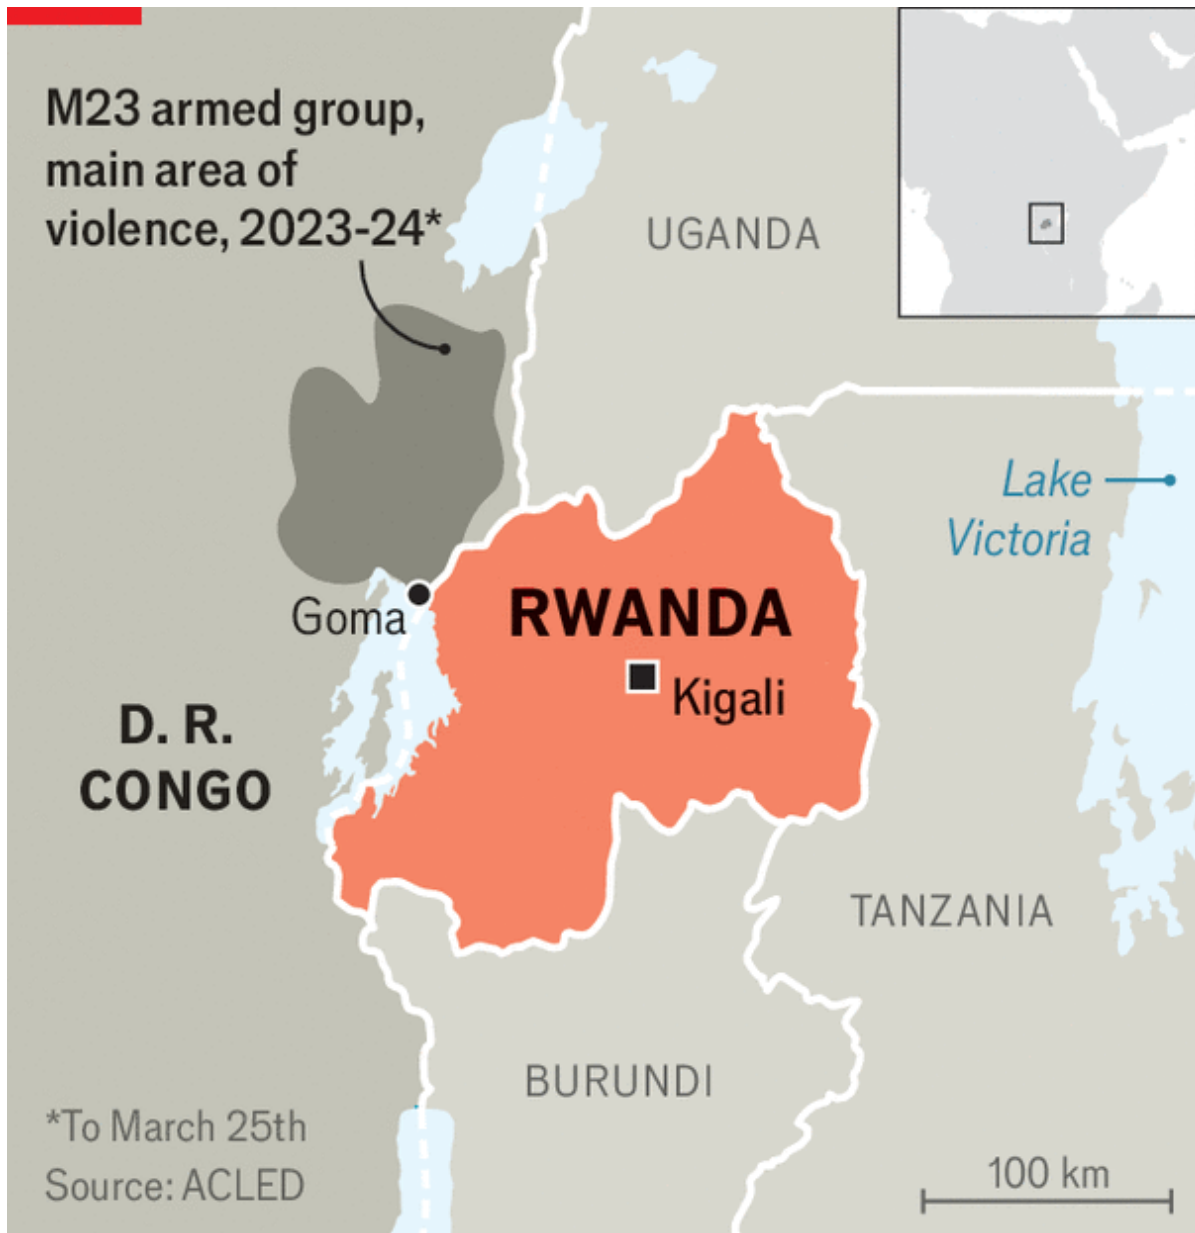 M23 armed group,
main area of
violence, 2023-24*
UGANDA
Lake
Victoria
RWANDA
Goma
Kigali
D. R.
CONGO
TANZANIA
BURUNDI
*To March 25th
Source: ACLED
100 km